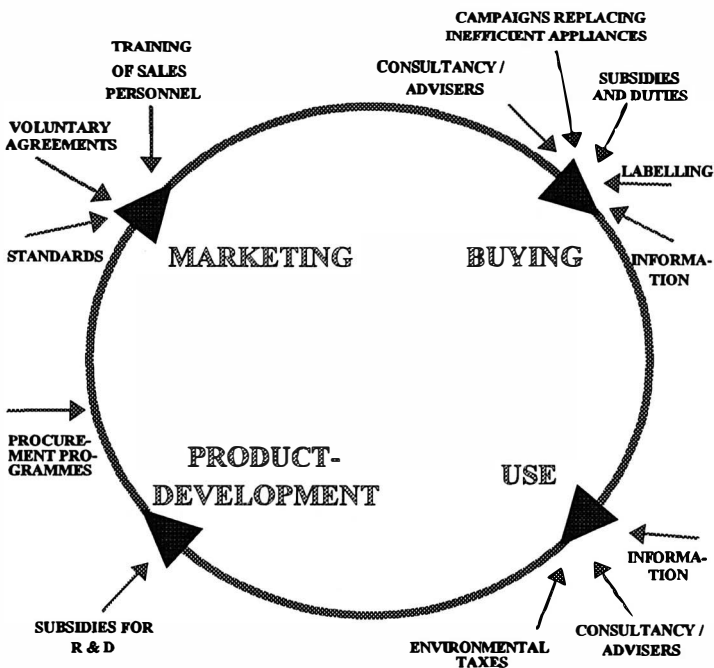 CAMPAIGNS REPLACING
INEFFICIENT APPLIANCES
TRAINING
OF SALES
PERSONNEL
CONSULTANCY /
ADVISERS
SUBSIDIES
AND DUTIES
VOLUNTARY
AGREEMENTS
LABELLING
STANDARDS
MARKETING
BUYING
INFORMA-
TION
PROCURE-
MENT PRO-
GRAMMES
PRODUCT-
DEVELOPMENT
USE
INFORMA-
TION
SUBSIDIES FOR
R & D
ENVIRONMENTAL
TAXES
CONSULTANCY /
ADVISERS